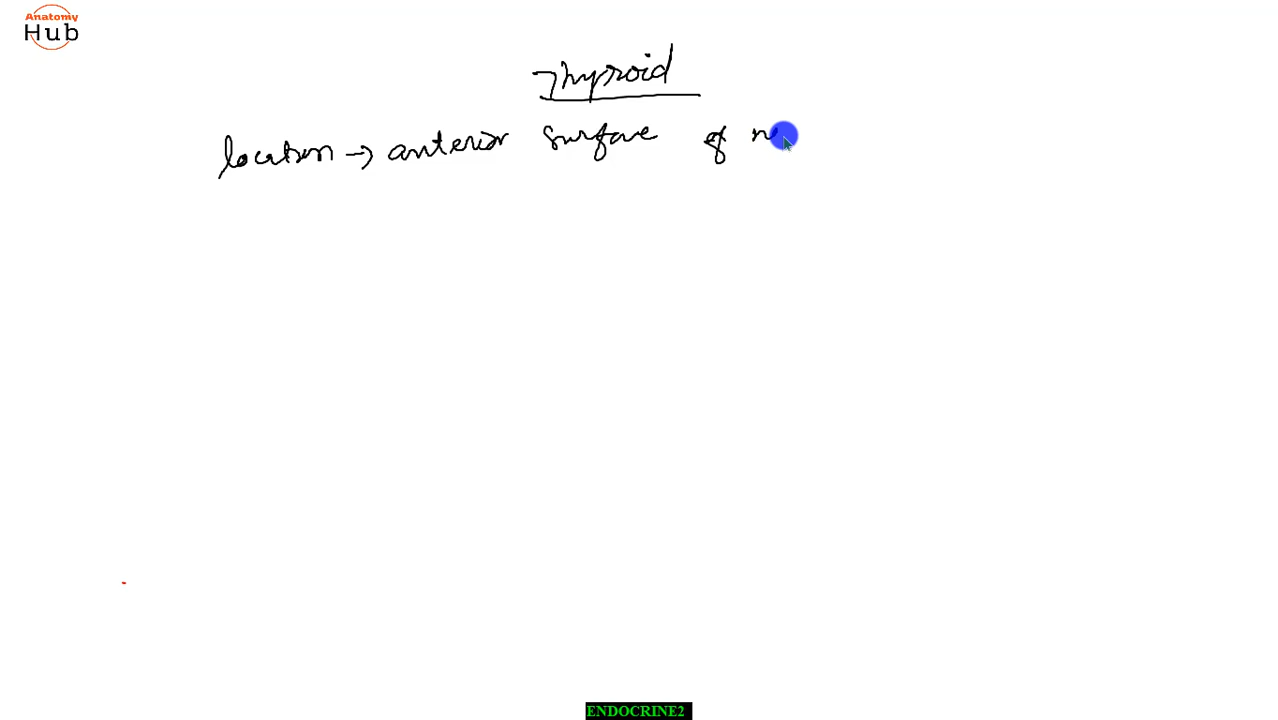 Anatomy
Hub
Thyroid
location → anterior surface of n
ENDOCRINE2